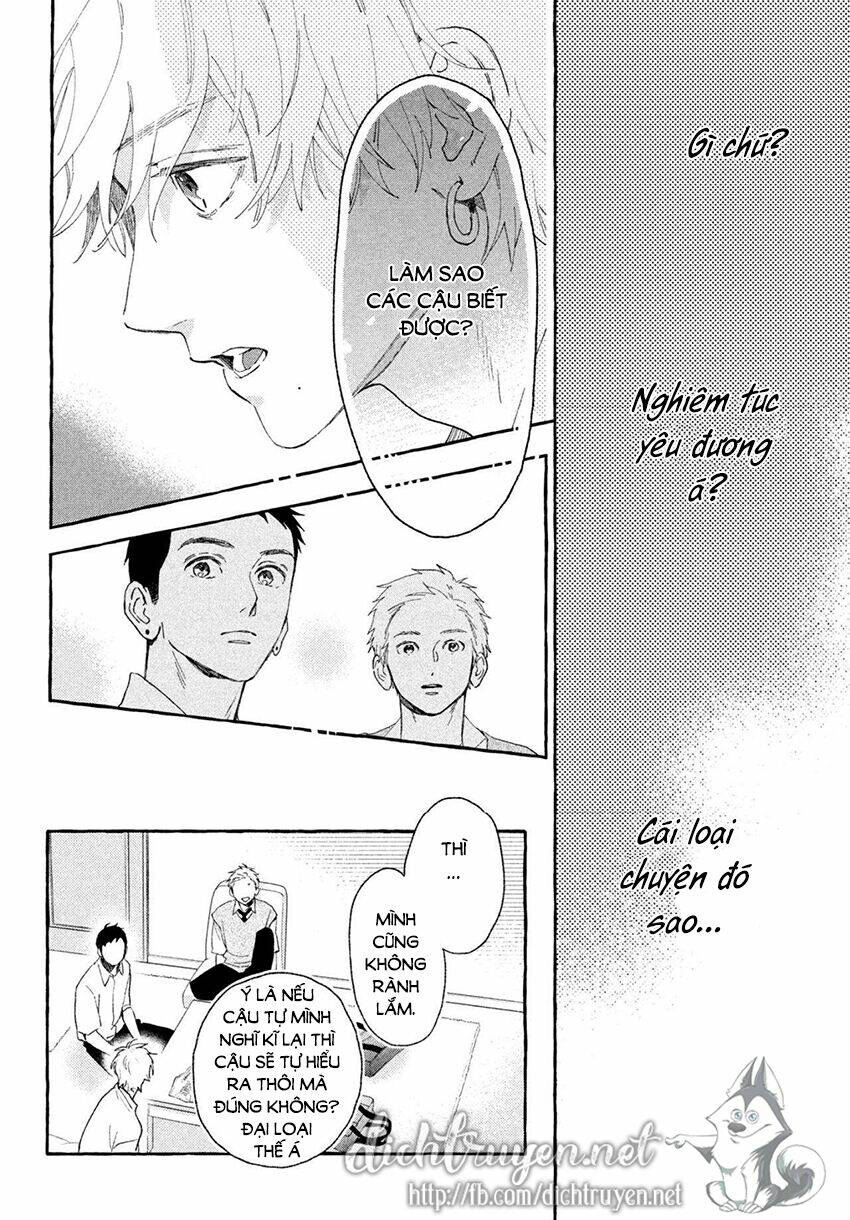 Gì chứ?
Nghiêm túc
yêu đương
á?
Cái loại
chuyện đó
sao...
LÀM SAO
CÁC CẬU BIẾT
ĐƯỢC?
THÌ
...
MÌNH
CŨNG
KHÔNG
RÀNH
LẮM.
Ý LÀ NẾU
CẬU TỰ MÌNH
NGHĨ KĨ LẠI THÌ
CẬU SẼ TỰ HIỂU
RA THÔI MÀ
ĐÚNG KHÔNG?
ĐẠI LOẠI
THẾ Á
dichtruyen.net
http://fb.com/dichtruyen.net